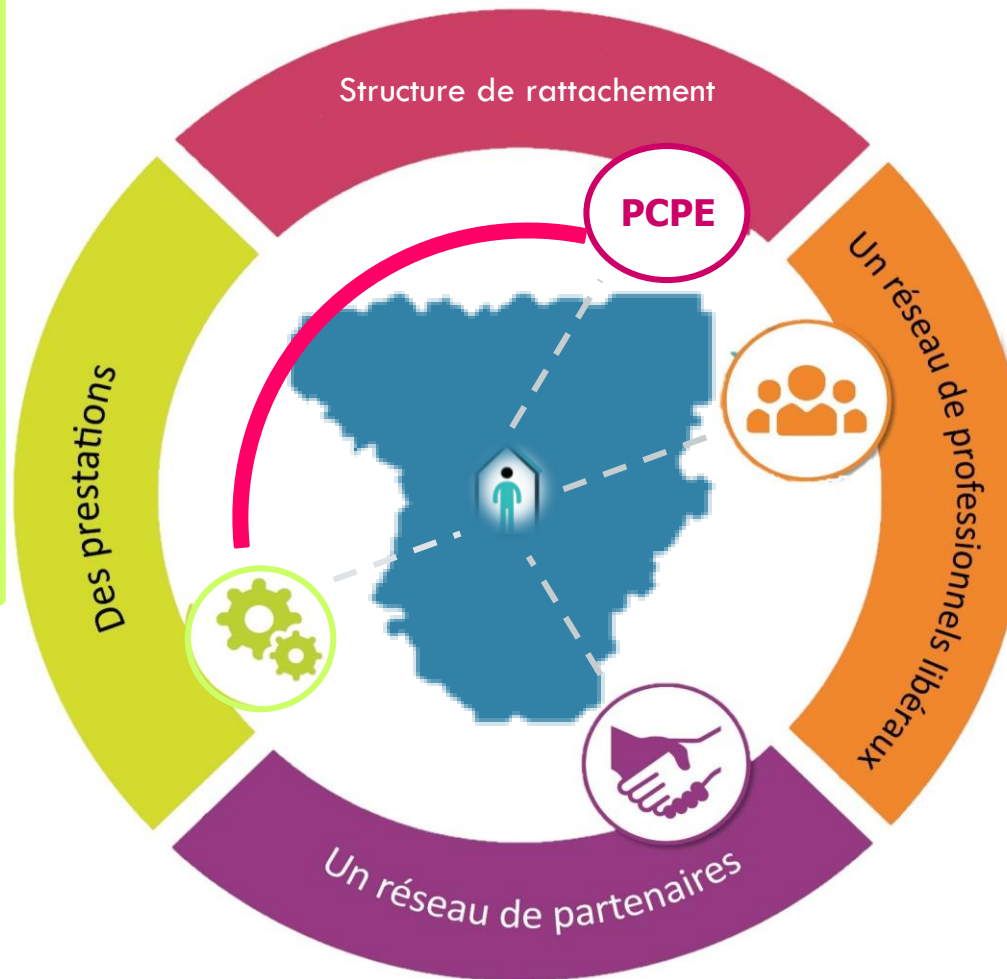 Structure de rattachement
PCPE
Un réseau de professionnels libéraux
Des prestations
Un réseau de partenaires